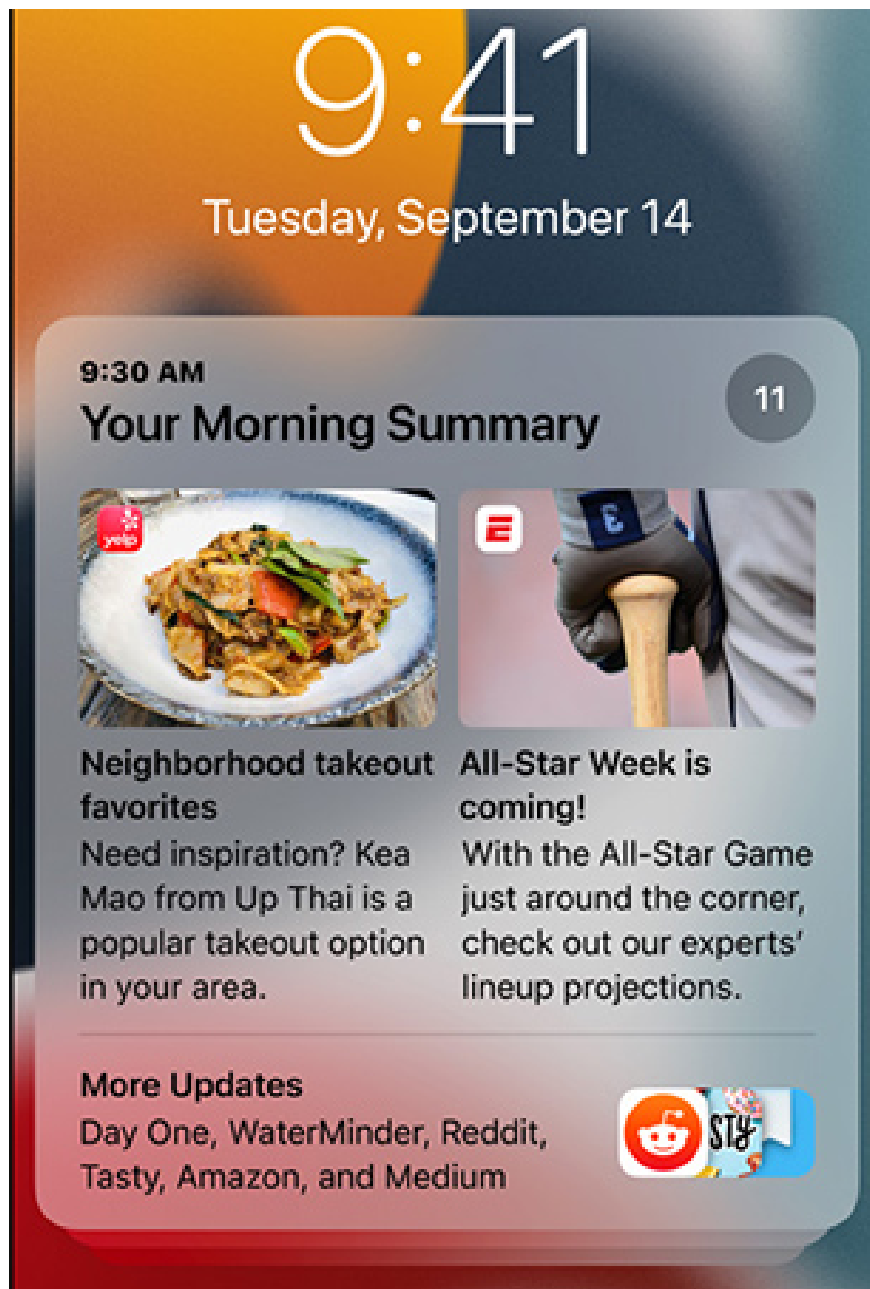 9:41
Tuesday, September 14
9:30 AM
Your Morning Summary
11
yelp
E
3
Neighborhood takeout
favorites
Need inspiration? Kea
Mao from Up Thai is a
popular takeout option
in your area.
All-Star Week is
coming!
With the All-Star Game
just around the corner,
check out our experts’
lineup projections.
More Updates
Day One, WaterMinder, Reddit,
Tasty, Amazon, and Medium
STY